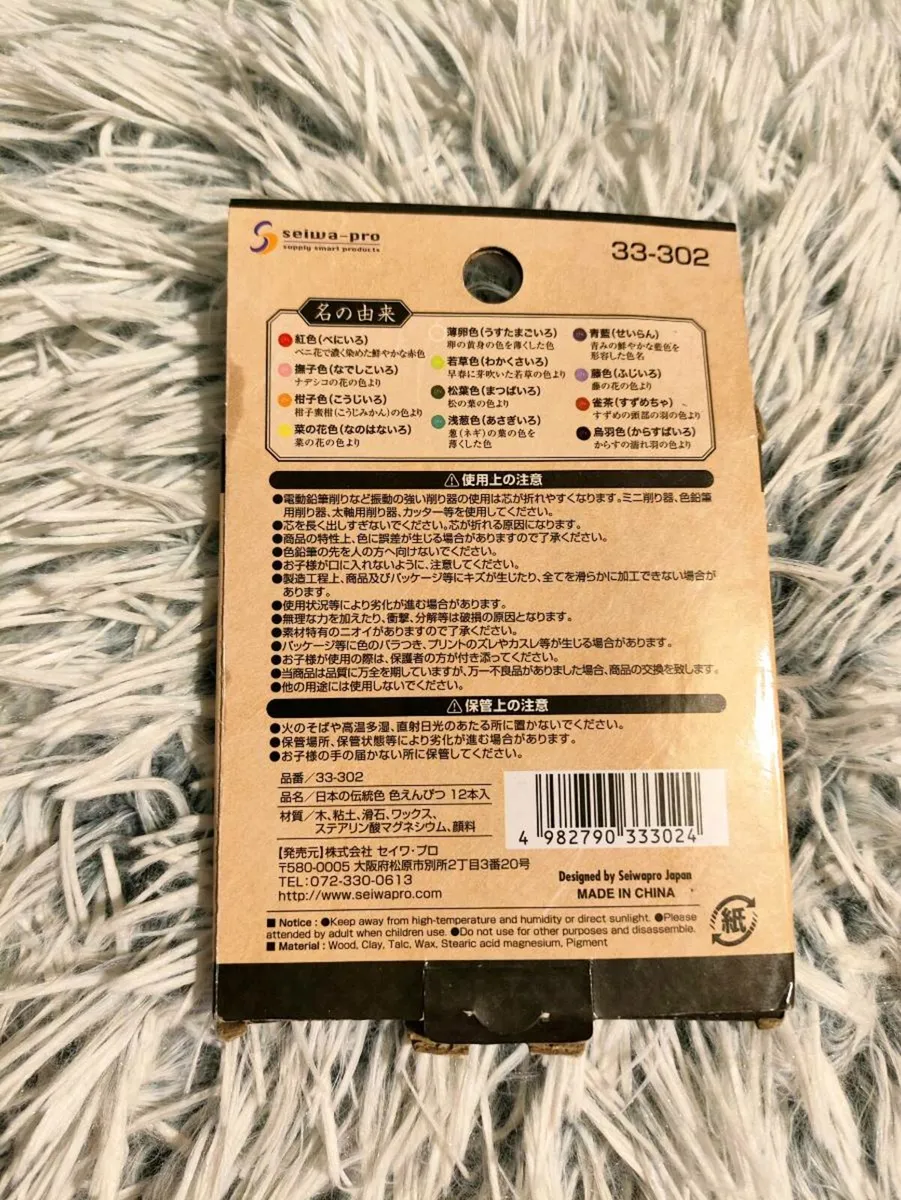 seiwa-pro
supply smart products
33-302
名の由来
紅色(べにいろ)
ベニ花で濃く染めた鮮やかな赤色
撫子色(なでしこいろ)
ナデシコの花の色より
柑子色(こうじいろ)
柑子蜜柑(こうじみかん)の色より
菜の花色(なのはないろ)
菜の花の色より
薄卵色(うすたまごいろ)
卵の黄身の色を薄くした色
若草色(わかくさいろ)
早春に芽吹いた若草の色より
松葉色(まつばいろ)
松の葉の色より
浅葱色(あさぎいろ)
葱(ネギ)の葉の色を
薄くした色
青藍(せいらん)
青みの鮮やかな藍色を
形容した色名
藤色(ふじいろ)
藤の花の色より
雀茶(すずめちゃ)
すずめの頭部の羽の色より
烏羽色(からすばいろ)
からすの濡れ羽の色より
⚠使用上の注意
●電動鉛筆削りなど振動の強い削り器の使用は芯が折れやすくなります。ミニ削り器、色鉛筆
用削り器、太軸用削り器、カッター等を使用してください。
●芯を長く出しすぎないでください。芯が折れる原因になります。
●商品の特性上、色に誤差が生じる場合がありますので了承ください。
●色鉛筆の先を人の方へ向けないでください。
●お子様が口に入れないように、注意してください。
●製造工程上、商品及びパッケージ等にキズが生じたり、全てを滑らかに加工できない場合が
あります。
●使用状況等により劣化が進む場合があります。
●無理な力を加えたり、衝撃、分解等は破損の原因となります。
●素材特有のニオイがありますので了承ください。
●パッケージ等に色のバラつき、プリントのズレやカスレ等が生じる場合があります。
●お子様が使用の際は、保護者の方が付き添ってください。
●当商品は品質に万全を期していますが、万一不良品がありました場合、商品の交換を致します。
●他の用途には使用しないでください。
⚠保管上の注意
●火のそばや高温多湿、直射日光のあたる所に置かないでください。
●保管場所、保管状態等により劣化が進む場合があります。
●お子様の手の届かない所に保管してください。
品番/33-302
品名/日本の伝統色 色えんぴつ 12本入
材質/木、粘土、滑石、ワックス、
ステアリン酸マグネシウム、顔料
【発売元】株式会社 セイワ・プロ
〒580-0005 大阪府松原市別所2丁目3番20号
TEL:072-330-0613
http://www.seiwapro.com
4 982790 333024
Designed by Seiwapro Japan
MADE IN CHINA
紙
■ Notice : ●Keep away from high-temperature and humidity or direct sunlight. ●Please
attended by adult when children use. ●Do not use for other purposes and disassemble.
■ Material : Wood, Clay, Talc, Wax, Stearic acid magnesium, Pigment